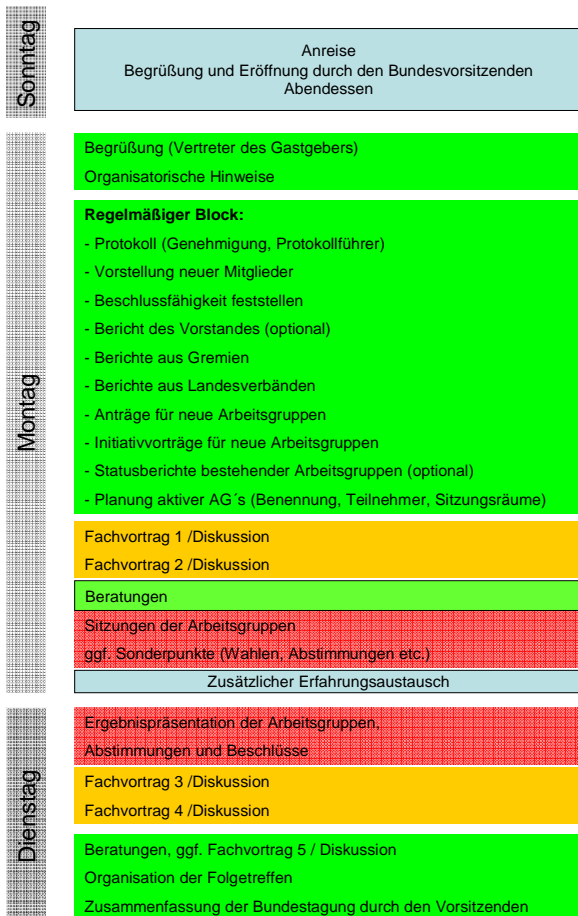 Sonntag
Anreise
Begrüßung und Eröffnung durch den Bundesvorsitzenden
Abendessen
Montag
Begrüßung (Vertreter des Gastgebers)
Organisatorische Hinweise
Regelmäßiger Block:
- Protokoll (Genehmigung, Protokollführer)
- Vorstellung neuer Mitglieder
- Beschlussfähigkeit feststellen
- Bericht des Vorstandes (optional)
- Berichte aus Gremien
- Berichte aus Landesverbänden
- Anträge für neue Arbeitsgruppen
- Initiativvorträge für neue Arbeitsgruppen
- Statusberichte bestehender Arbeitsgruppen (optional)
- Planung aktiver AG´s (Benennung, Teilnehmer, Sitzungsräume)
Fachvortrag 1 /Diskussion
Fachvortrag 2 /Diskussion
Beratungen
Sitzungen der Arbeitsgruppen
ggf. Sonderpunkte (Wahlen, Abstimmungen etc.)
Zusätzlicher Erfahrungsaustausch
Dienstag
Ergebnispräsentation der Arbeitsgruppen,
Abstimmungen und Beschlüsse
Fachvortrag 3 /Diskussion
Fachvortrag 4 /Diskussion
Beratungen, ggf. Fachvortrag 5 / Diskussion
Organisation der Folgetreffen
Zusammenfassung der Bundestagung durch den Vorsitzenden